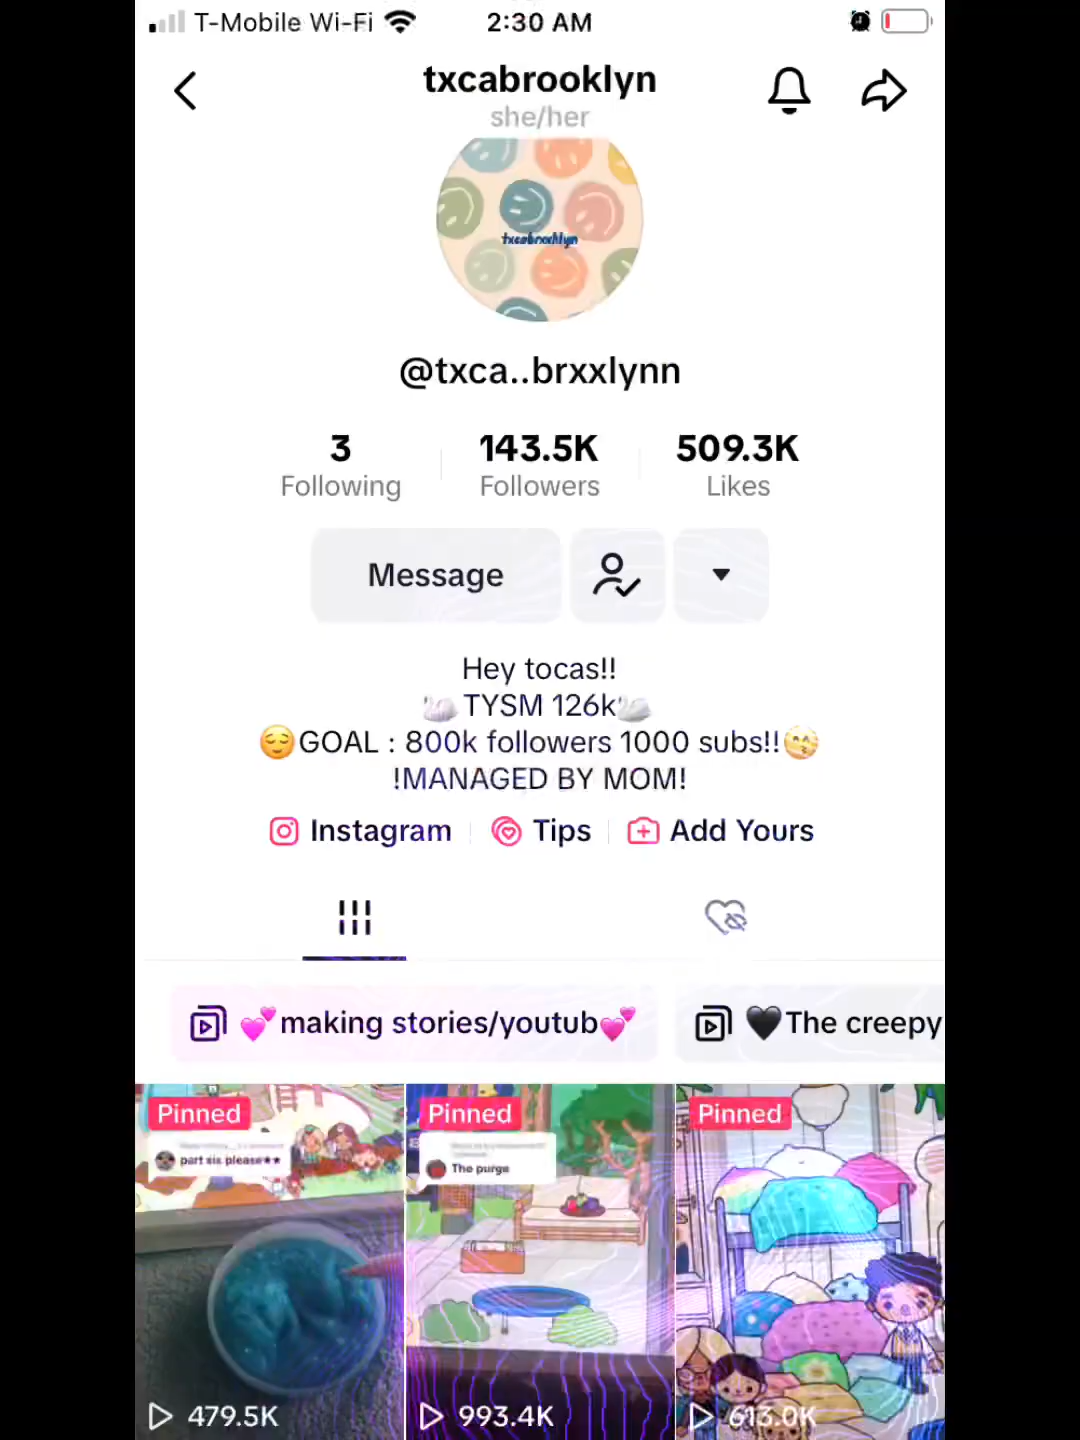 T-Mobile Wi-Fi 2:30 AM
txcabrooklyn
she/her
txcabrooklyn
@txca..brxxlynn
3 143.5K 509.3K
Following Followers Likes
Message
Hey tocas!!
🦢TYSM 126k🦢
😌GOAL : 800k followers 1000 subs!!😚
!MANAGED BY MOM!
Instagram Tips Add Yours
💕making stories/youtub💕 🖤The creepy
Pinned Pinned Pinned
part six please★★
The purge
479.5K 993.4K 613.0K